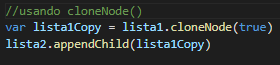 //usando cloneNode()
var lista1Copy = lista1.cloneNode(true)
lista2.appendChild(lista1Copy)